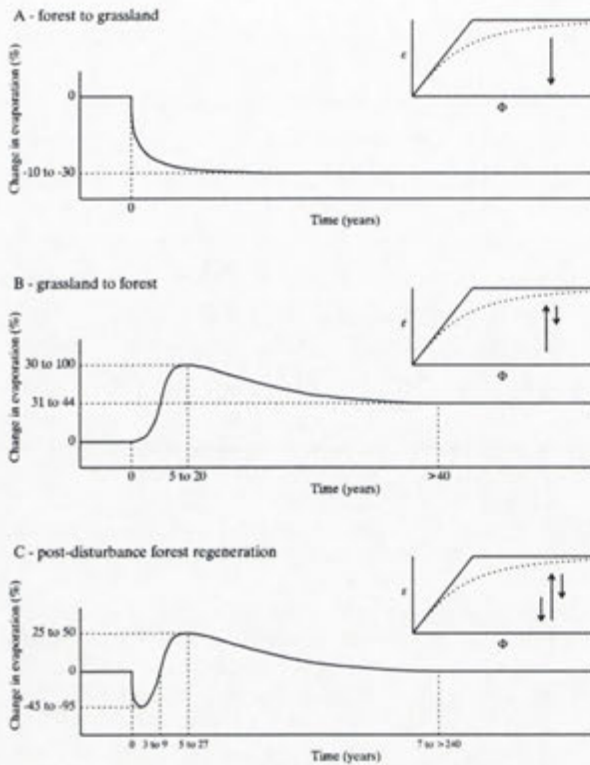 A - forest to grassland
ε
Φ
Change in evaporation (%)
0
-10 to -30
0
Time (years)
B - grassland to forest
ε
Φ
Change in evaporation (%)
30 to 100
31 to 44
0
0 5 to 20 >40
Time (years)
C - post-disturbance forest regeneration
ε
Φ
Change in evaporation (%)
25 to 50
0
-45 to -95
0 3 to 9 5 to 27 7 to >240
Time (years)